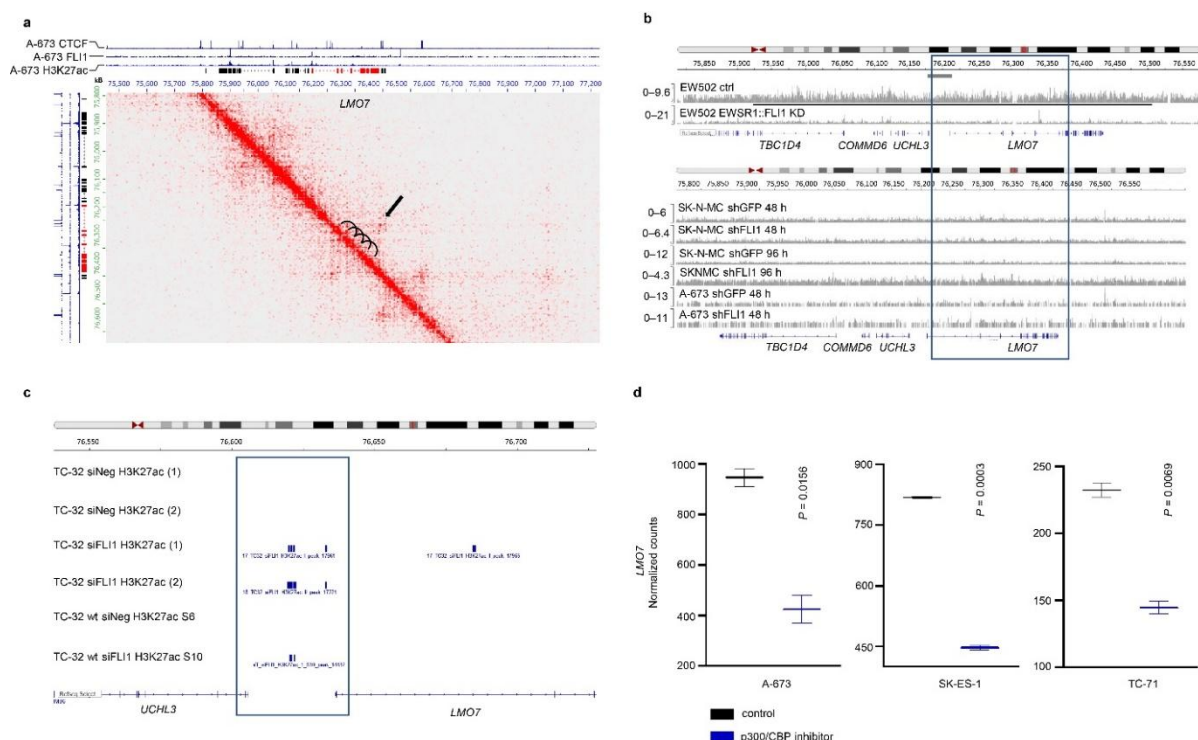 a
A-673 CTCF
A-673 FLI1
A-673 H3K27ac
kB
75,800 75,900 76,000 76,100 76,200 76,300 76,400 76,500 76,600 76,700 76,800 76,900 77,000 77,100 77,200
LMO7
b
75,850 75,900 75,950 76,000 76,050 76,100 76,150 76,200 76,250 76,300 76,350 76,400 76,450 76,500 76,550
0–9.6 EW502 ctrl
0–21 EW502 EWSR1::FLI1 KD
TBC1D4 COMMD6 UCHL3 LMO7
75,800 75,850 75,900 75,950 76,000 76,050 76,100 76,150 76,200 76,250 76,300 76,350 76,400 76,450 76,500 76,550
0–6 SK-N-MC shGFP 48 h
0–6.4 SK-N-MC shFLI1 48 h
0–12 SK-N-MC shGFP 96 h
0–4.3 SKNMC shFLI1 96 h
0–13 A-673 shGFP 48 h
0–11 A-673 shFLI1 48 h
TBC1D4 COMMD6 UCHL3 LMO7
c
76,550 76,600 76,650 76,700
TC-32 siNeg H3K27ac (1)
TC-32 siNeg H3K27ac (2)
TC-32 siFLI1 H3K27ac (1)
TC-32 siFLI1 H3K27ac (2)
TC-32 wt siNeg H3K27ac S6
TC-32 wt siFLI1 H3K27ac S10
UCHL3 LMO7
d
LMO7
Normalized counts
1000
800
600
400
200
P = 0.0156
A-673
900
750
600
450
P = 0.0003
SK-ES-1
250
200
150
100
P = 0.0069
TC-71
control
p300/CBP inhibitor